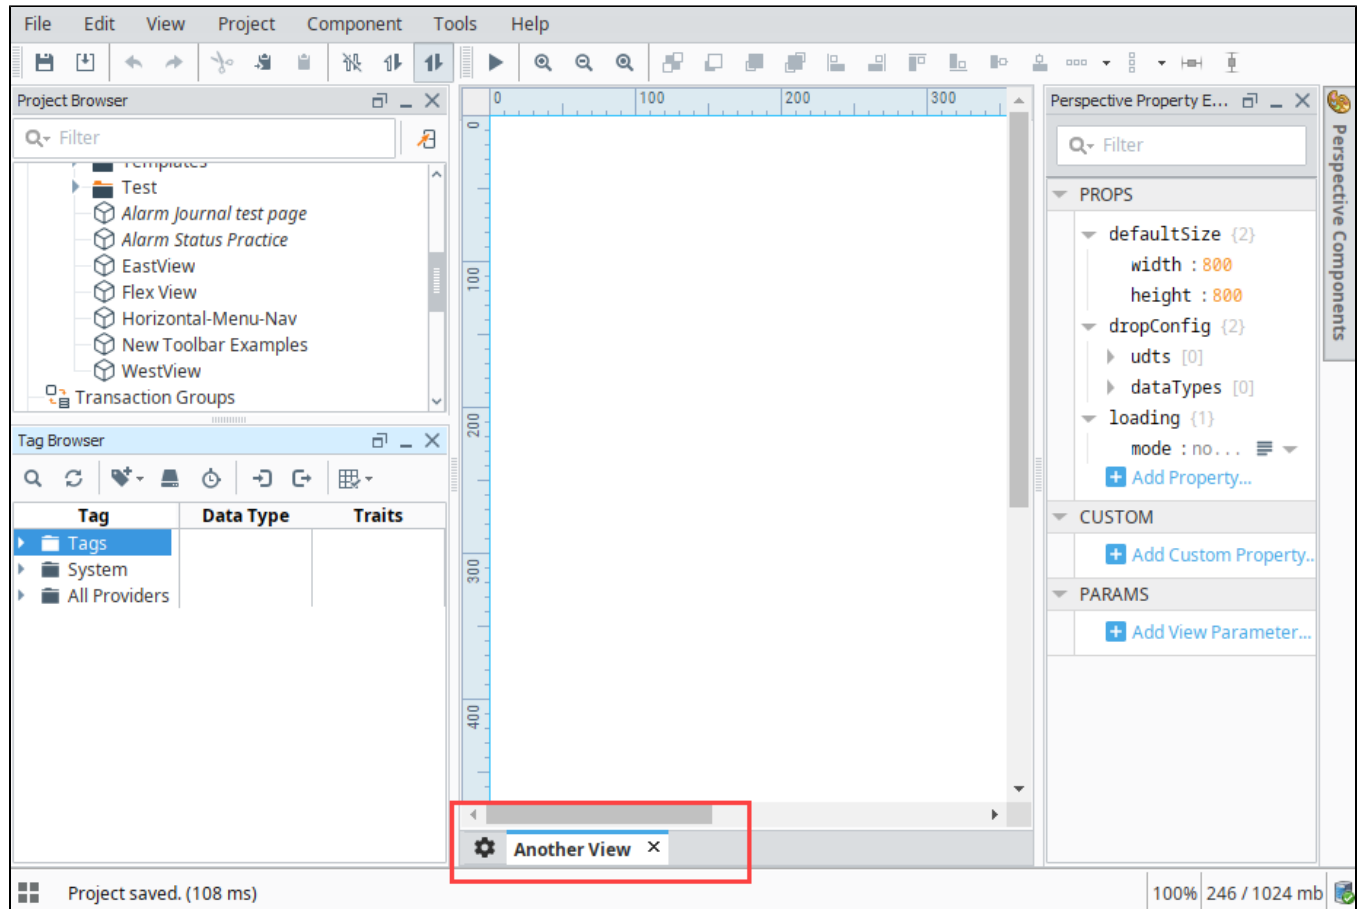 File Edit View Project Component Tools Help
Project Browser
Filter
Templates
Test
Alarm Journal test page
Alarm Status Practice
EastView
Flex View
Horizontal-Menu-Nav
New Toolbar Examples
WestView
Transaction Groups
Tag Browser
Tag Data Type Traits
Tags
System
All Providers
0 100 200 300
0
100
200
300
400
Another View
Perspective Property E...
Filter
PROPS
defaultSize {2}
width : 800
height : 800
dropConfig {2}
udts [0]
dataTypes [0]
loading {1}
mode : no...
Add Property...
CUSTOM
Add Custom Property..
PARAMS
Add View Parameter...
Perspective Components
Project saved. (108 ms)
100% 246 / 1024 mb